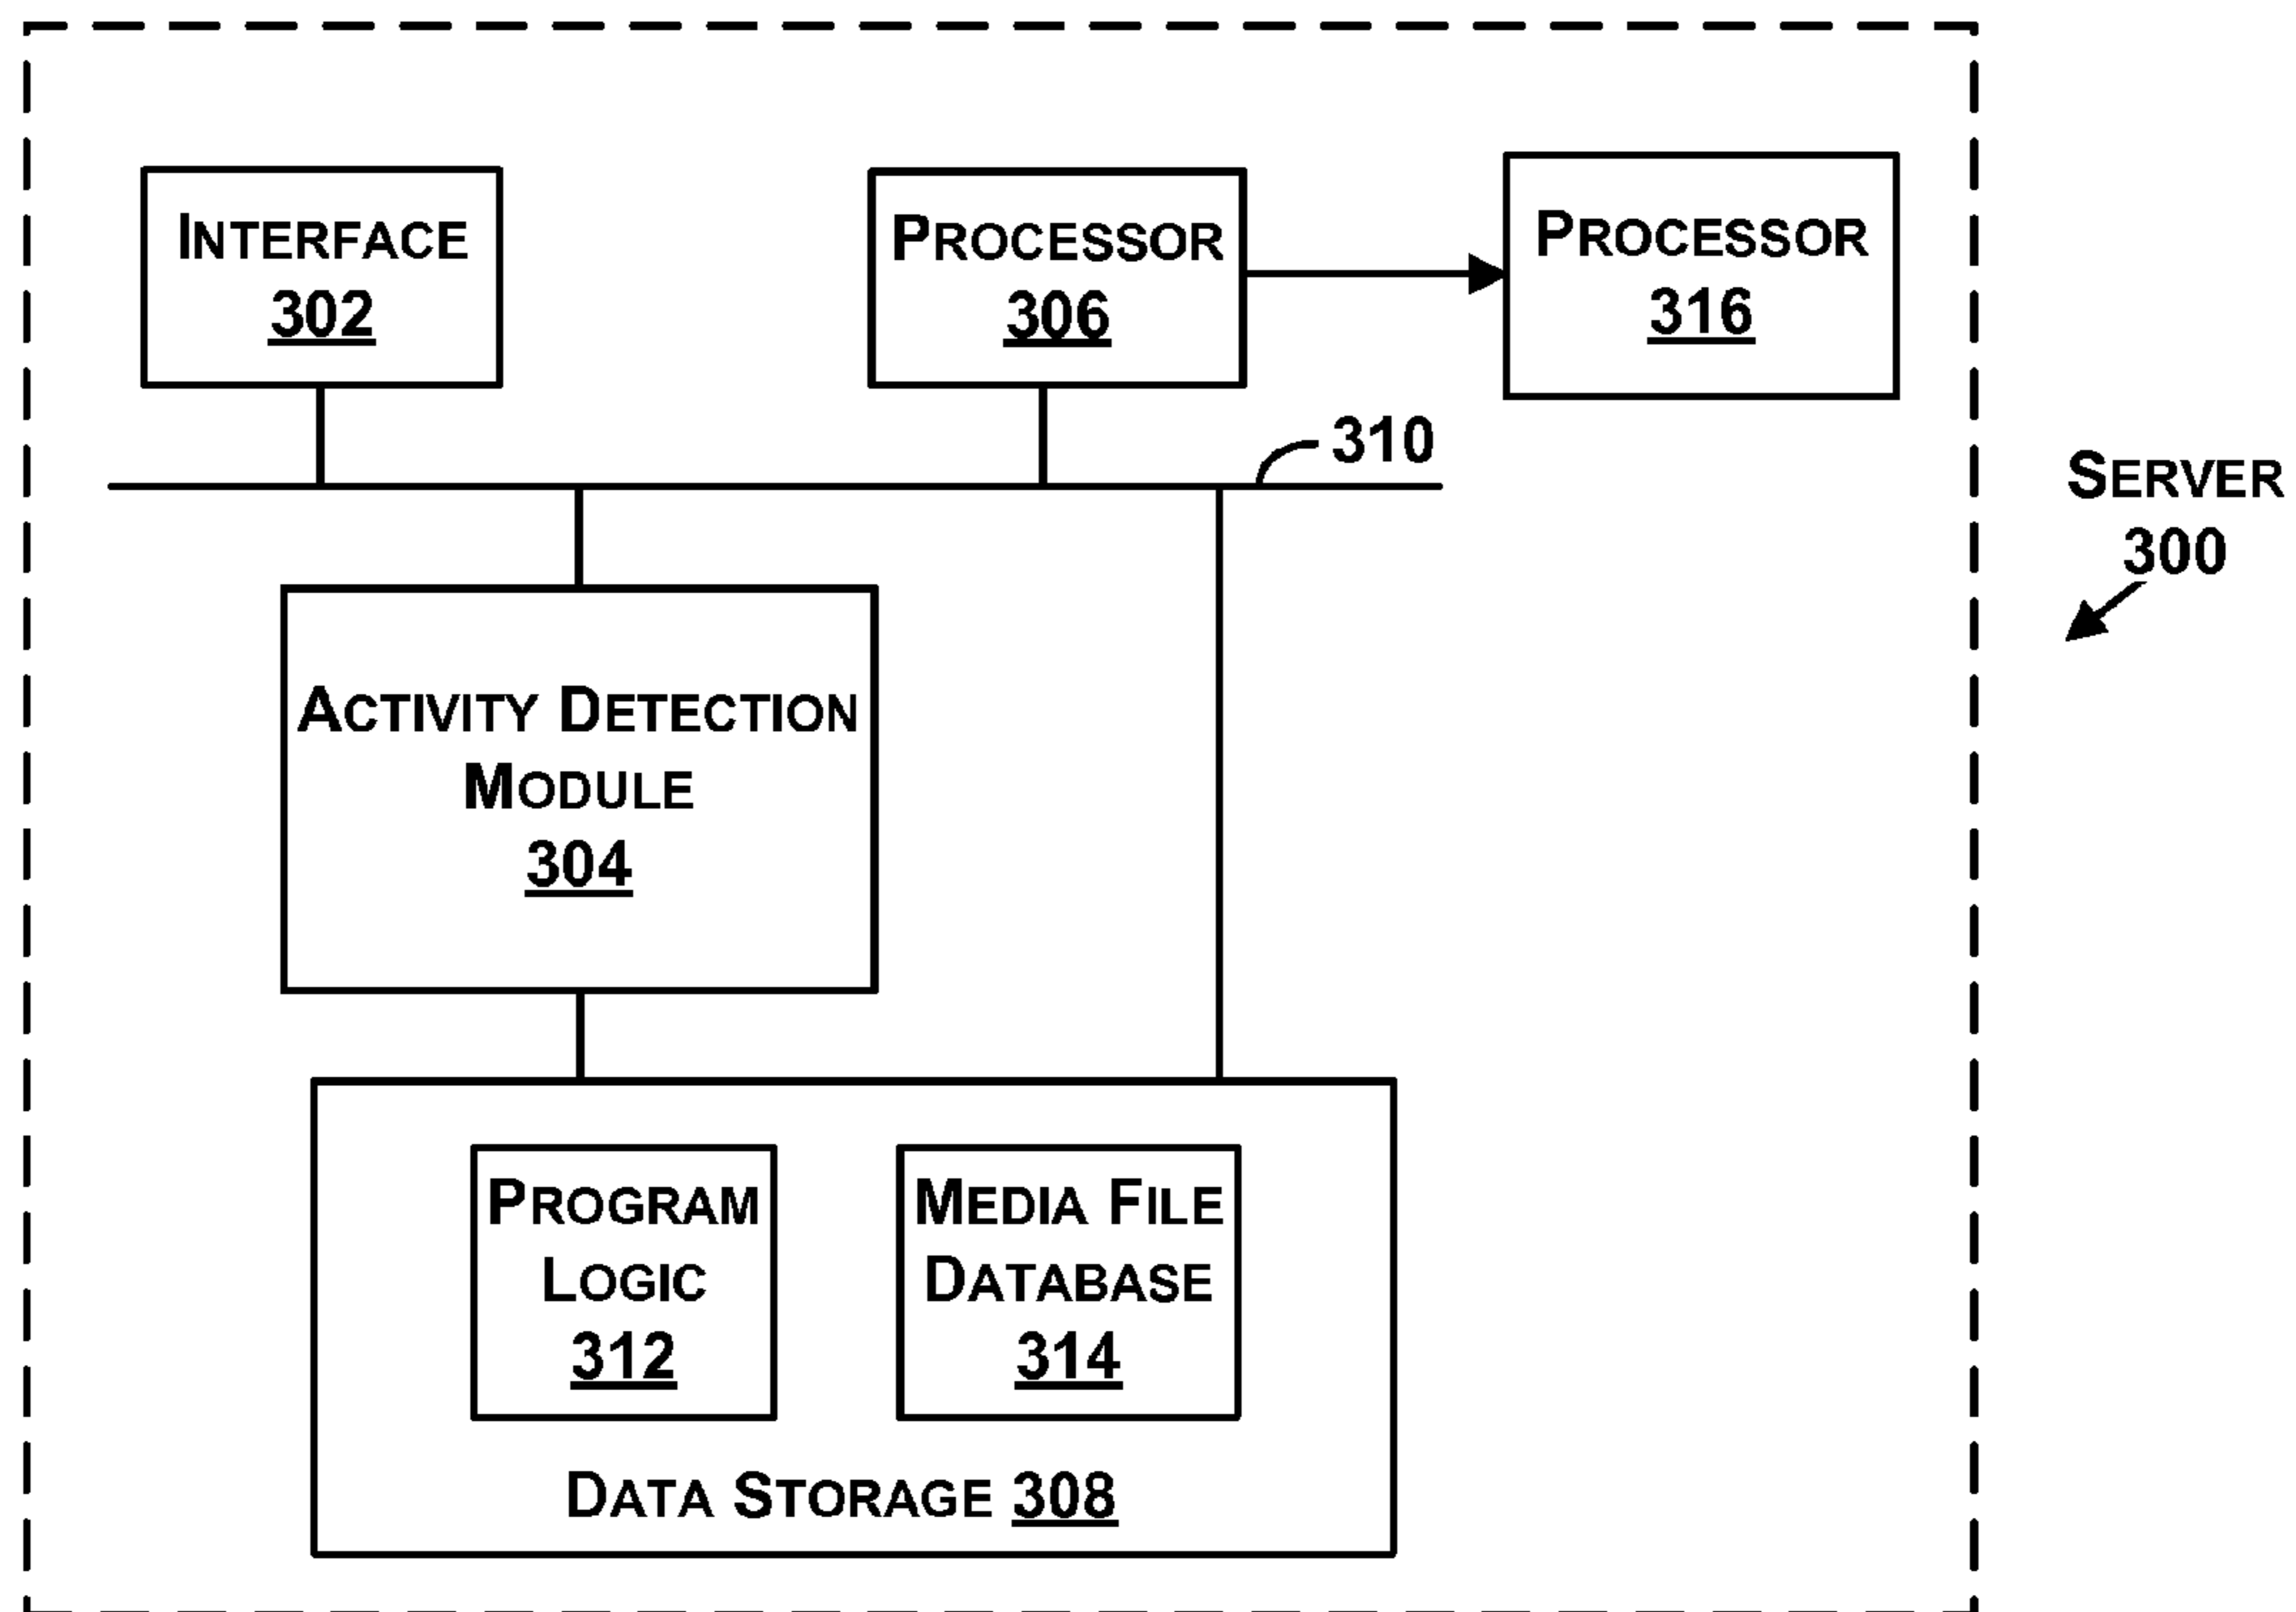 INTERFACE
302
PROCESSOR
306
PROCESSOR
316
310
SERVER
300
ACTIVITY DETECTION
MODULE
304
PROGRAM
LOGIC
312
MEDIA FILE
DATABASE
314
DATA STORAGE 308